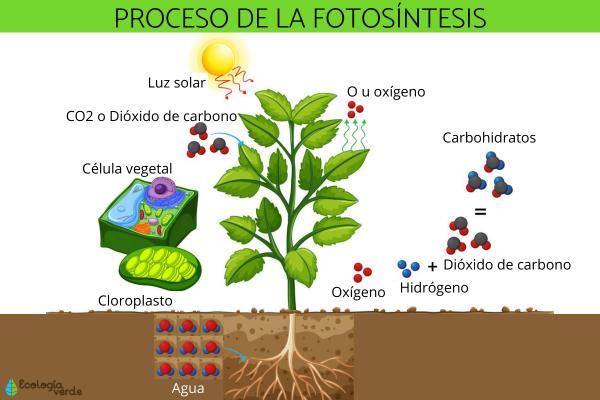 PROCESO DE LA FOTOSÍNTESIS
Luz solar
O u oxígeno
CO2 o Dióxido de carbono
Carbohidratos
Célula vegetal
=
+ Dióxido de carbono
Oxígeno
Hidrógeno
Cloroplasto
Agua
Ecología
verde